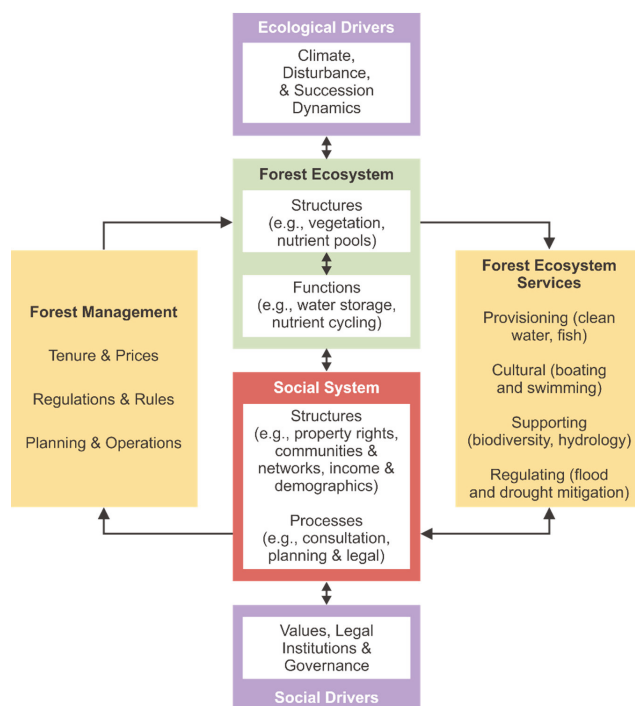 Ecological Drivers
Climate,
Disturbance,
& Succession
Dynamics
Forest Ecosystem
Structures
(e.g., vegetation,
nutrient pools)
Functions
(e.g., water storage,
nutrient cycling)
Forest Management
Tenure & Prices
Regulations & Rules
Planning & Operations
Forest Ecosystem
Services
Provisioning (clean
water, fish)
Cultural (boating
and swimming)
Supporting
(biodiversity, hydrology)
Regulating (flood
and drought mitigation)
Social System
Structures
(e.g., property rights,
communities &
networks, income &
demographics)
Processes
(e.g., consultation,
planning & legal)
Values, Legal
Institutions &
Governance
Social Drivers